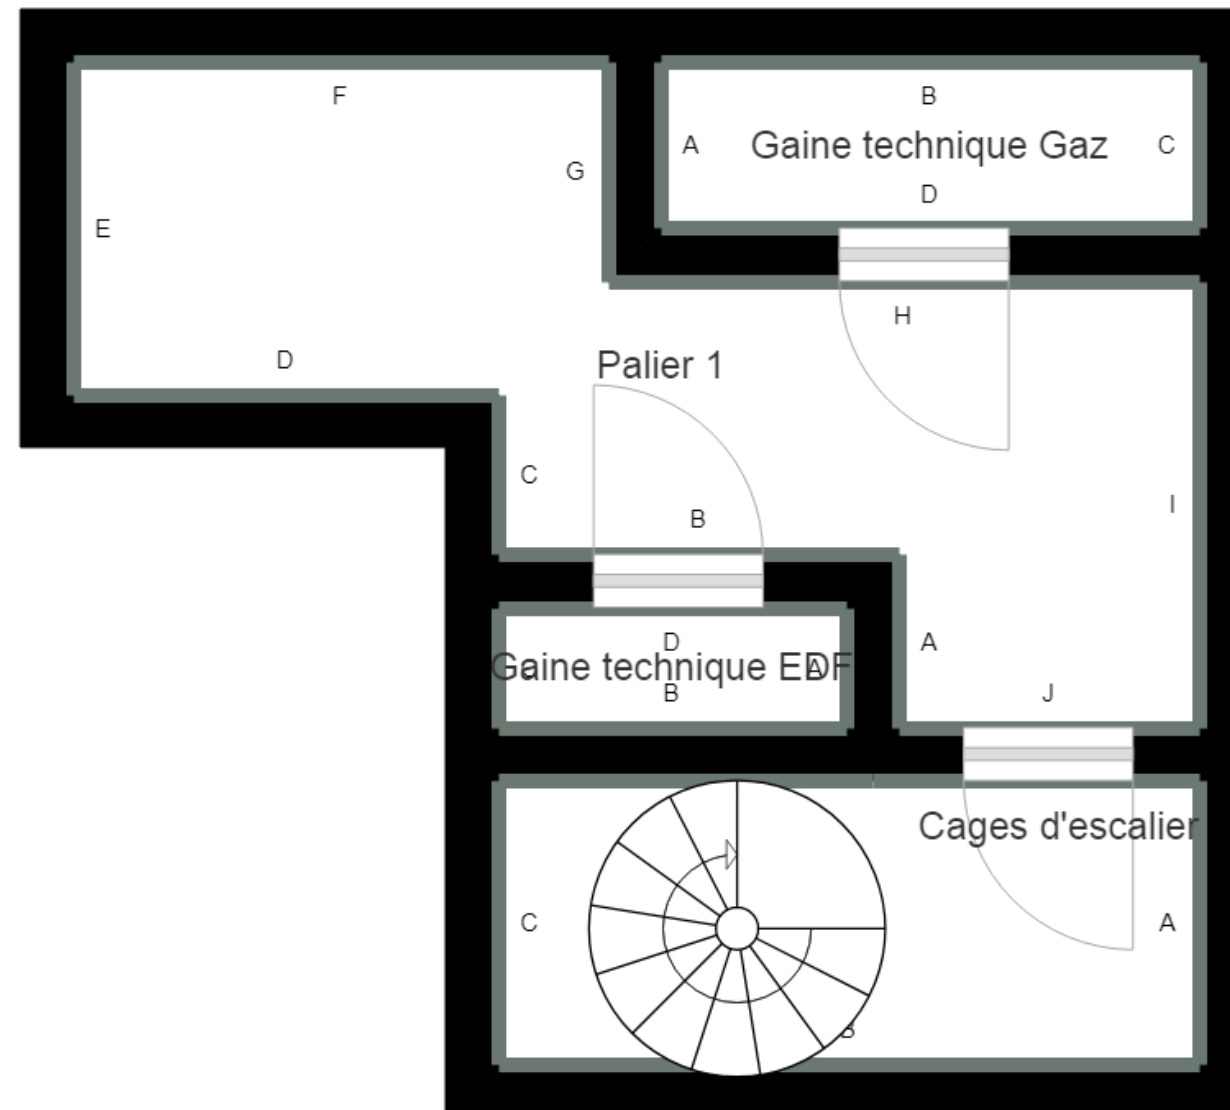 F
B
A
Gaine technique Gaz
C
G
D
E
H
D
Palier 1
C
B
I
D
A
Gaine technique EDF
A
B
J
Cages d'escalier
C
A
B